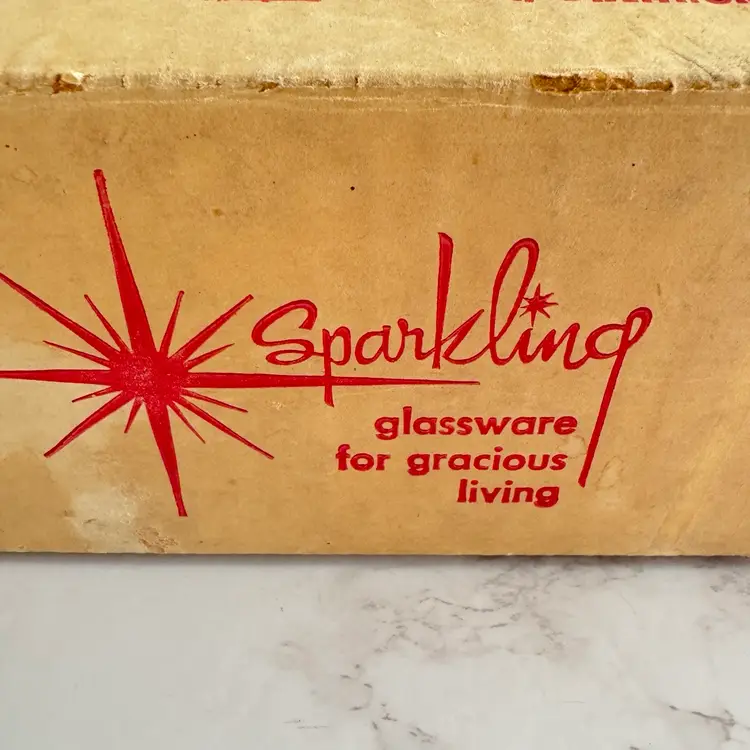 Sparkling
glassware
for gracious
living